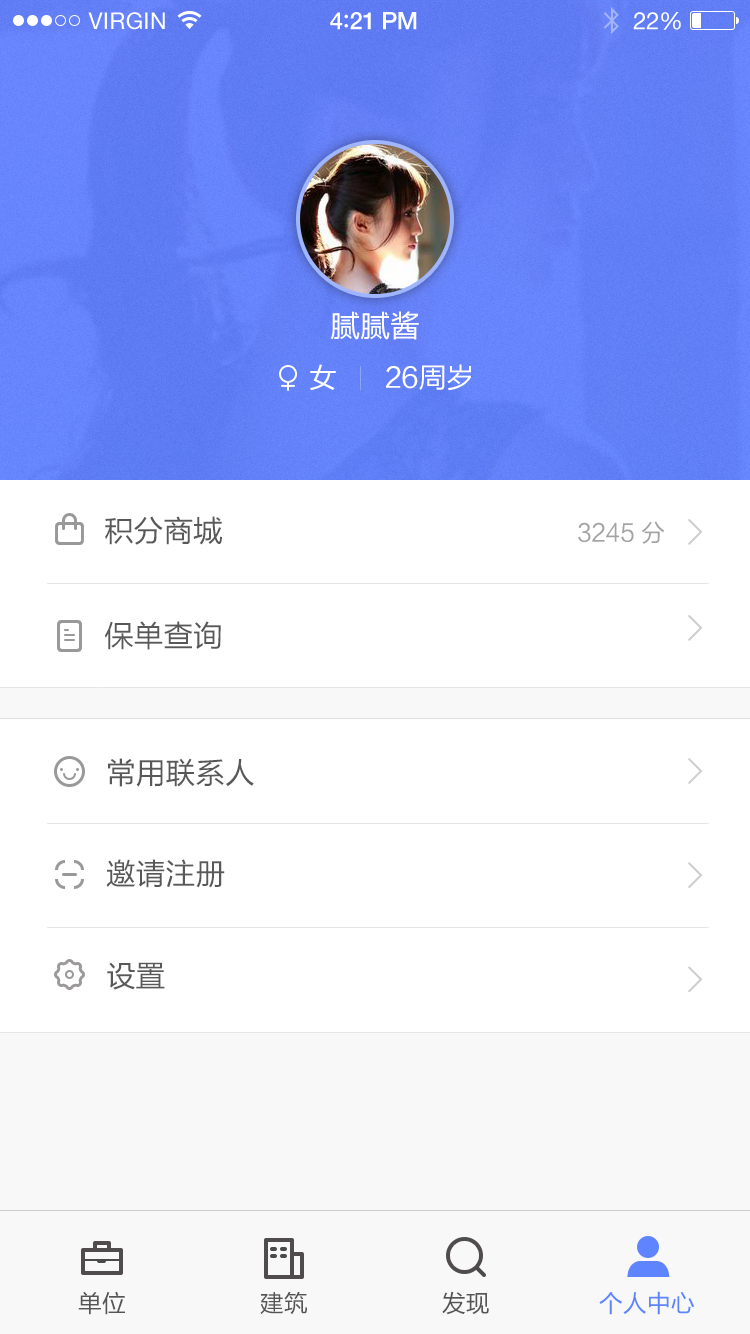 VIRGIN 4:21 PM 22%
腻腻酱
女 26周岁
积分商城 3245 分
保单查询
常用联系人
邀请注册
设置
单位 建筑 发现 个人中心